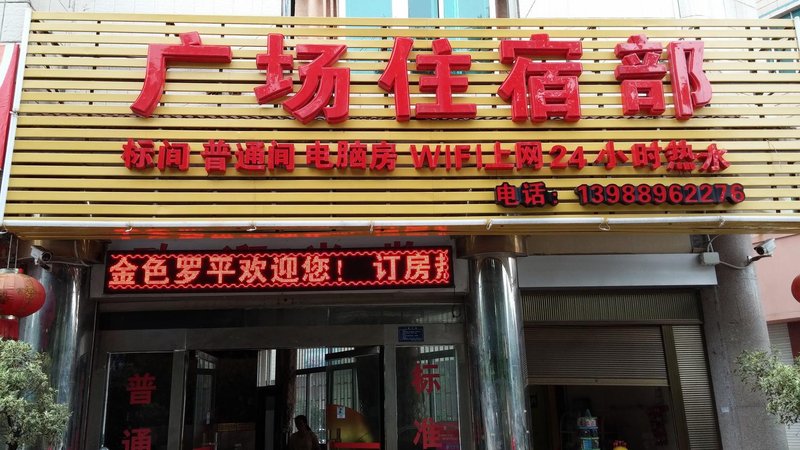 广场住宿部
标间 普通间 电脑房 WIFI上网 24小时热水
电话：13988962276
金色罗平欢迎您！ 订房热
普通
标准